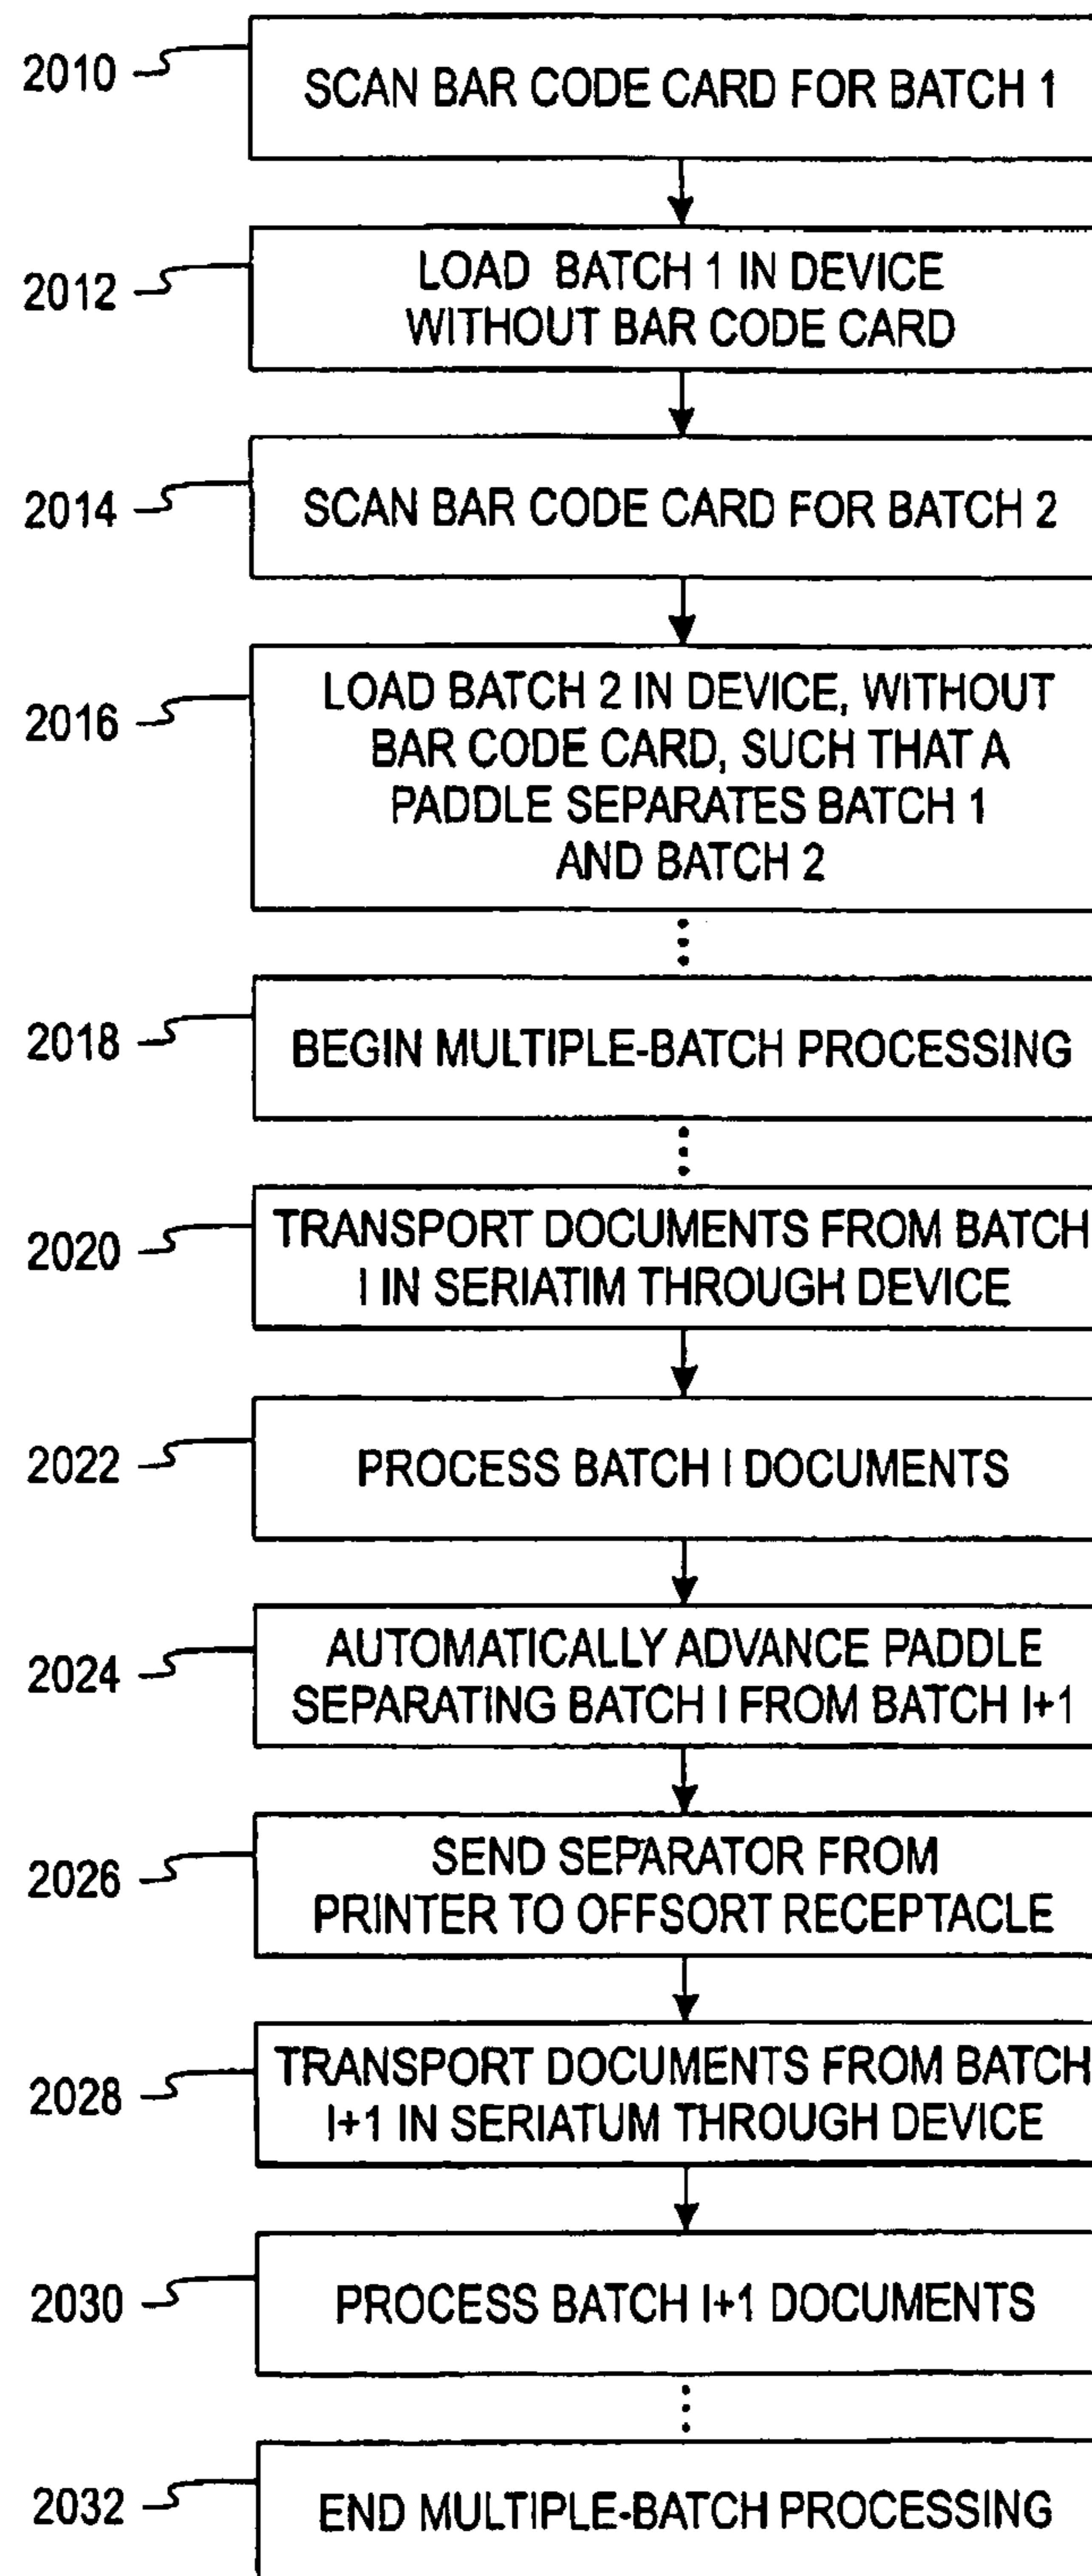 2010
SCAN BAR CODE CARD FOR BATCH 1
2012
LOAD BATCH 1 IN DEVICE
WITHOUT BAR CODE CARD
2014
SCAN BAR CODE CARD FOR BATCH 2
2016
LOAD BATCH 2 IN DEVICE, WITHOUT
BAR CODE CARD, SUCH THAT A
PADDLE SEPARATES BATCH 1
AND BATCH 2
2018
BEGIN MULTIPLE-BATCH PROCESSING
2020
TRANSPORT DOCUMENTS FROM BATCH
I IN SERIATIM THROUGH DEVICE
2022
PROCESS BATCH I DOCUMENTS
2024
AUTOMATICALLY ADVANCE PADDLE
SEPARATING BATCH I FROM BATCH I+1
2026
SEND SEPARATOR FROM
PRINTER TO OFFSORT RECEPTACLE
2028
TRANSPORT DOCUMENTS FROM BATCH
I+1 IN SERIATUM THROUGH DEVICE
2030
PROCESS BATCH I+1 DOCUMENTS
2032
END MULTIPLE-BATCH PROCESSING